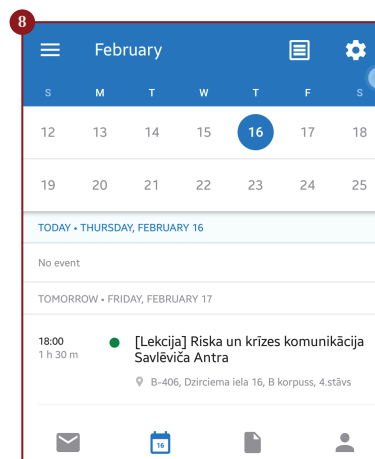 8
February
S M T W T F S
12 13 14 15 16 17 18
19 20 21 22 23 24 25
TODAY • THURSDAY, FEBRUARY 16
No event
TOMORROW • FRIDAY, FEBRUARY 17
18:00 [Lekcija] Riska un krīzes komunikācija
1 h 30 m Savlēviča Antra
B-406, Dzirciema iela 16, B korpuss, 4.stāvs
16